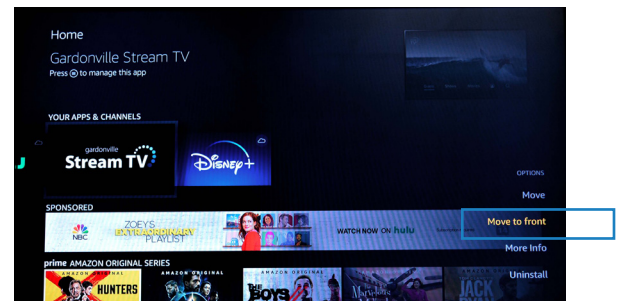 Home
Gardonville Stream TV
Press to manage this app
YOUR APPS & CHANNELS
gardonville
Stream TV
Disney+
OPTIONS
Move
SPONSORED
NBC
ZOEY'S
EXTRAORDINARY
PLAYLIST
WATCH NOW ON hulu
Move to front
More Info
prime AMAZON ORIGINAL SERIES
Uninstall
AMAZON ORIGINAL
HUNTERS
AMAZON ORIGINAL
AMAZON ORIGINAL
THE BOYS
AMAZON ORIGINAL
JACK